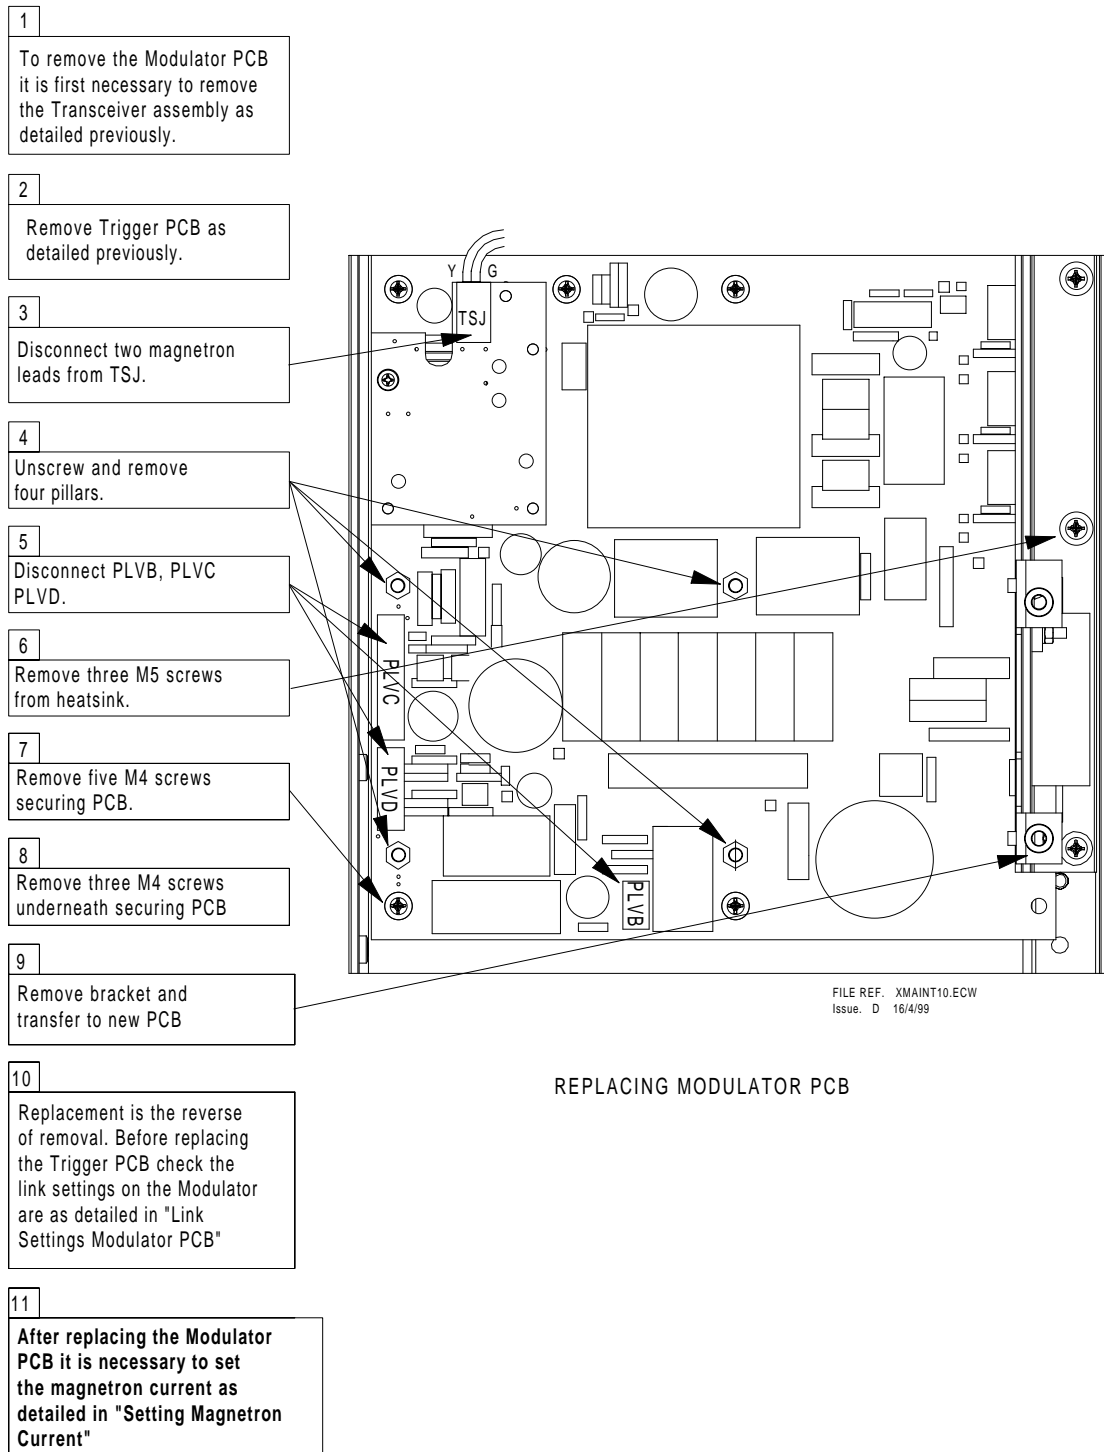 1
To remove the Modulator PCB
it is first necessary to remove
the Transceiver assembly as
detailed previously.
2
Remove Trigger PCB as
detailed previously.
3
Disconnect two magnetron
leads from TSJ.
4
Unscrew and remove
four pillars.
5
Disconnect PLVB, PLVC
PLVD.
6
Remove three M5 screws
from heatsink.
7
Remove five M4 screws
securing PCB.
8
Remove three M4 screws
underneath securing PCB
9
Remove bracket and
transfer to new PCB
10
Replacement is the reverse
of removal. Before replacing
the Trigger PCB check the
link settings on the Modulator
are as detailed in "Link
Settings Modulator PCB"
11
After replacing the Modulator
PCB it is necessary to set
the magnetron current as
detailed in "Setting Magnetron
Current"
Y G
TSJ
PLVC
PLVD
PLVB
FILE REF. XMAINT10.ECW
Issue. D 16/4/99
REPLACING MODULATOR PCB